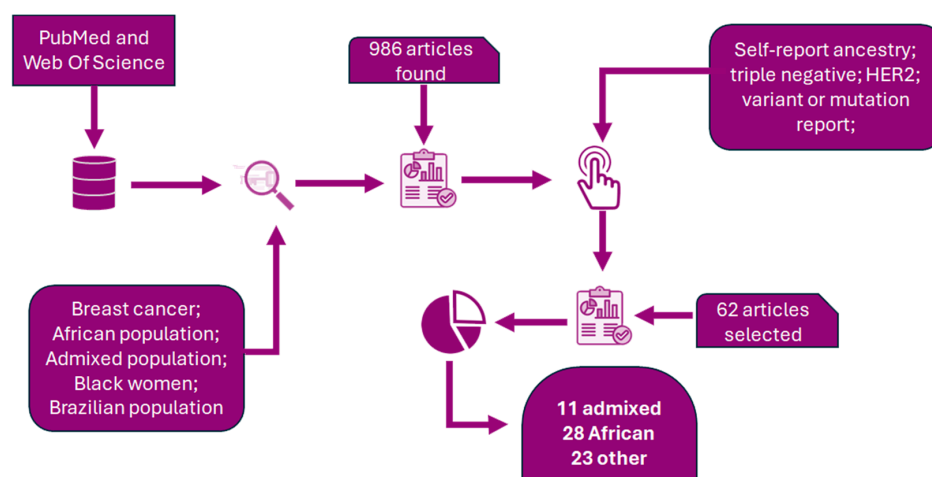 PubMed and
Web Of Science
986 articles
found
Self-report ancestry;
triple negative; HER2;
variant or mutation
report;
Breast cancer;
African population;
Admixed population;
Black women;
Brazilian population
62 articles
selected
11 admixed
28 African
23 other